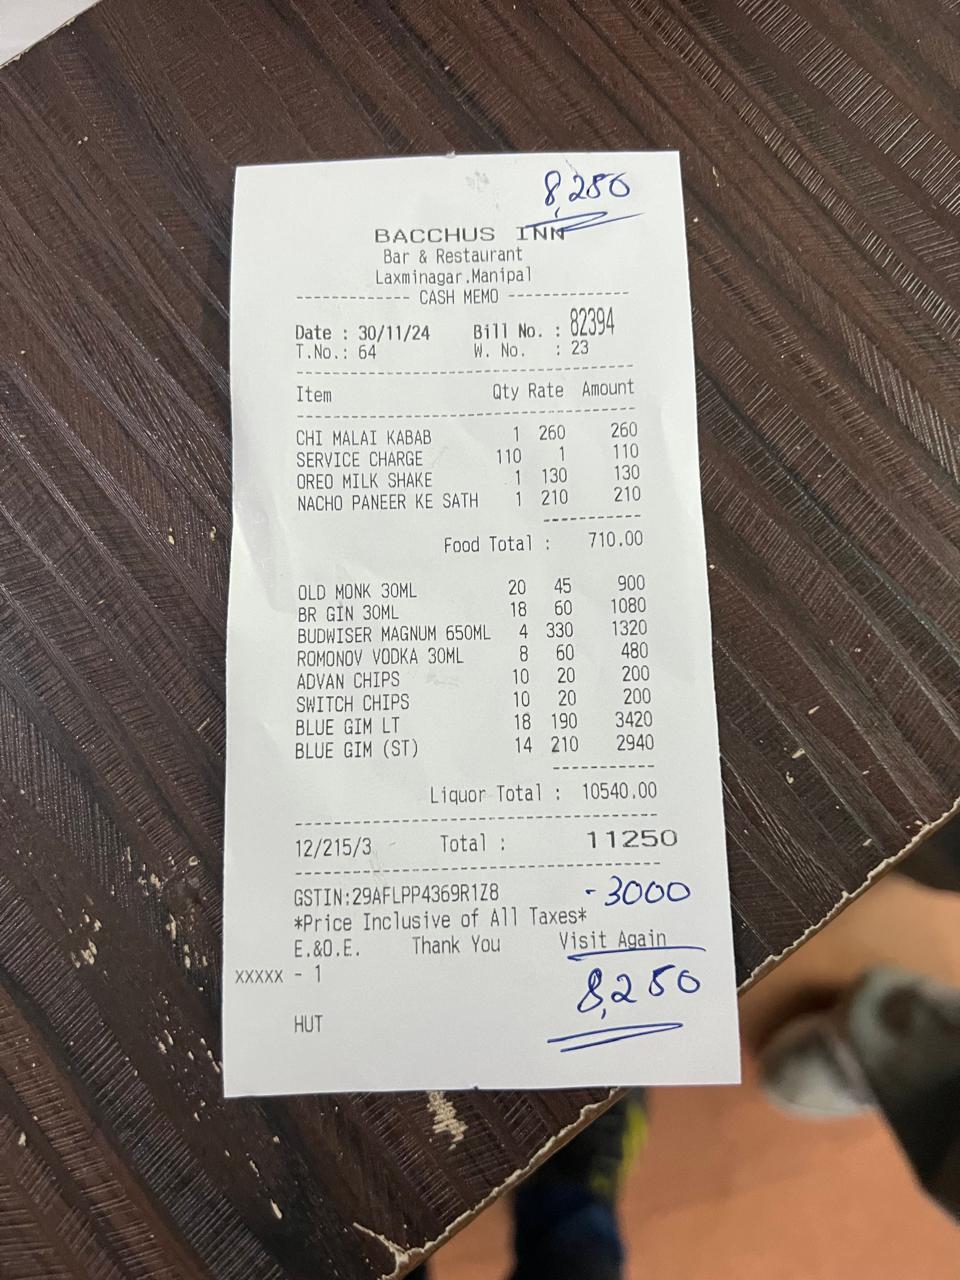 8,250
BACCHUS INN
Bar & Restaurant
Laxminagar.Manipal
------------- CASH MEMO -------------
Date : 30/11/24 Bill No. : 82394
T.No.: 64 W. No. : 23
Item Qty Rate Amount
CHI MALAI KABAB 1 260 260
SERVICE CHARGE 110 1 110
OREO MILK SHAKE 1 130 130
NACHO PANEER KE SATH 1 210 210
Food Total : 710.00
OLD MONK 30ML 20 45 900
BR GIN 30ML 18 60 1080
BUDWISER MAGNUM 650ML 4 330 1320
ROMONOV VODKA 30ML 8 60 480
ADVAN CHIPS 10 20 200
SWITCH CHIPS 10 20 200
BLUE GIM LT 18 190 3420
BLUE GIM (ST) 14 210 2940
Liquor Total : 10540.00
12/215/3 Total : 11250
GSTIN:29AFLPP4369R1Z8 - 3000
*Price Inclusive of All Taxes*
E.&O.E. Thank You Visit Again
XXXXX - 1
8,250
HUT